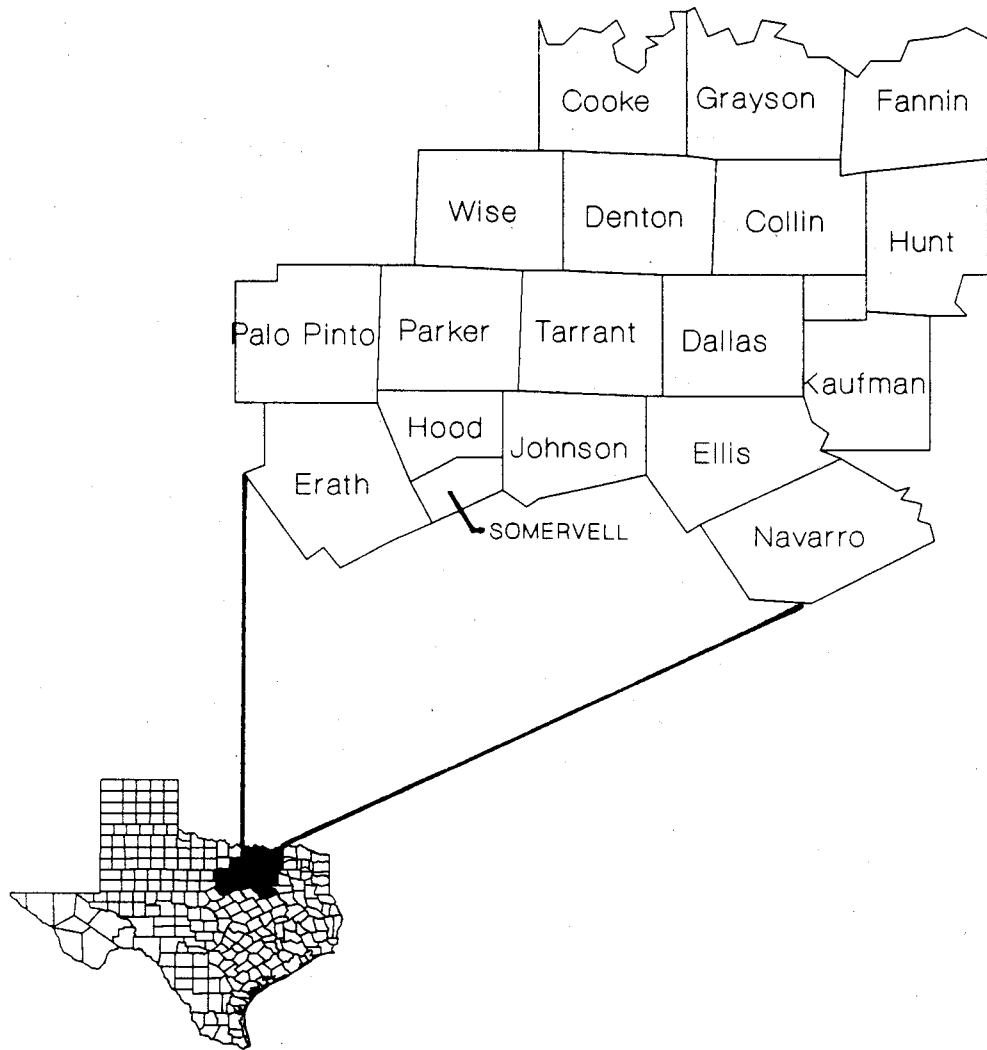 Cooke
Grayson
Fannin
Wise
Denton
Collin
Hunt
Palo Pinto
Parker
Tarrant
Dallas
Kaufman
Hood
Johnson
Ellis
Erath
SOMERVELL
Navarro